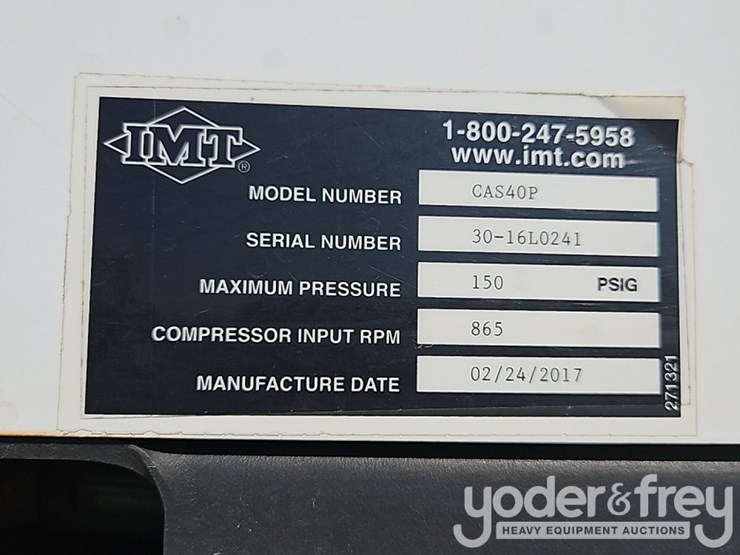 IMT®
1-800-247-5958
www.imt.com
MODEL NUMBER CAS40P
SERIAL NUMBER 30-16L0241
MAXIMUM PRESSURE 150 PSIG
COMPRESSOR INPUT RPM 865
MANUFACTURE DATE 02/24/2017
271321
yoder&frey
HEAVY EQUIPMENT AUCTIONS